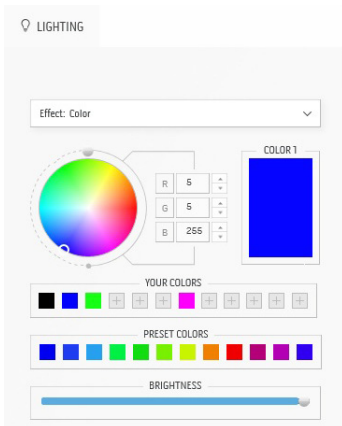 LIGHTING
Effect: Color
COLOR 1
R 5
G 5
B 255
YOUR COLORS
PRESET COLORS
BRIGHTNESS